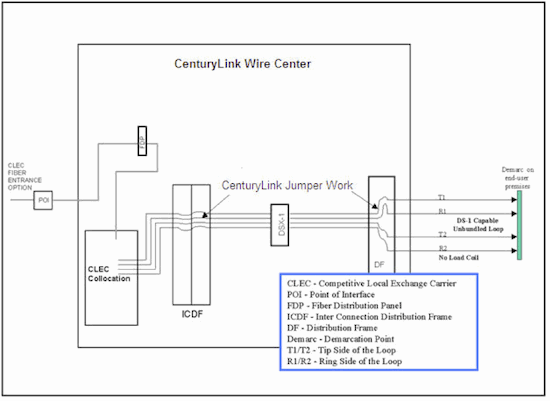 CenturyLink Wire Center
FDP
CLEC
FIBER
ENTRANCE
OPTION
POI
CenturyLink Jumper Work
Demarc on
end-user
premises
T1
R1
DS-1 Capable
Unbundled Loop
T2
R2
No Load Coil
DSX-1
DF
CLEC
Collocation
ICDF
CLEC - Competitive Local Exchange Carrier
POI - Point of Interface
FDP - Fiber Distribution Panel
ICDF - Inter Connection Distribution Frame
DF - Distribution Frame
Demarc - Demarcation Point
T1/T2 - Tip Side of the Loop
R1/R2 - Ring Side of the Loop